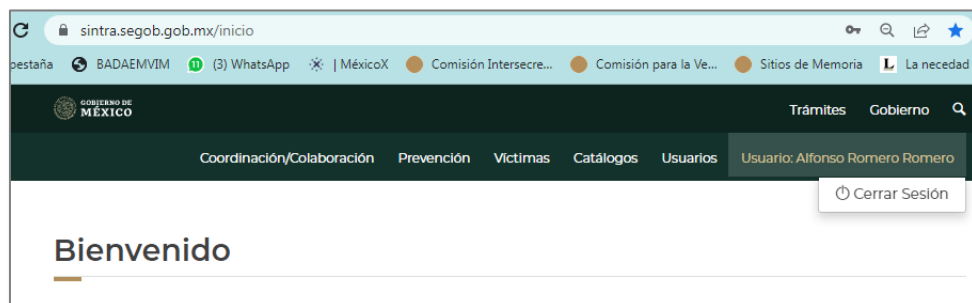 sintra.segob.gob.mx/inicio
pestaña BADAEMVIM 11 (3) WhatsApp | MéxicoX Comisión Intersecre... Comisión para la Ve... Sitios de Memoria L La necedad
GOBIERNO DE
MÉXICO
Trámites Gobierno
Coordinación/Colaboración Prevención Víctimas Catálogos Usuarios Usuario: Alfonso Romero Romero
Cerrar Sesión
Bienvenido